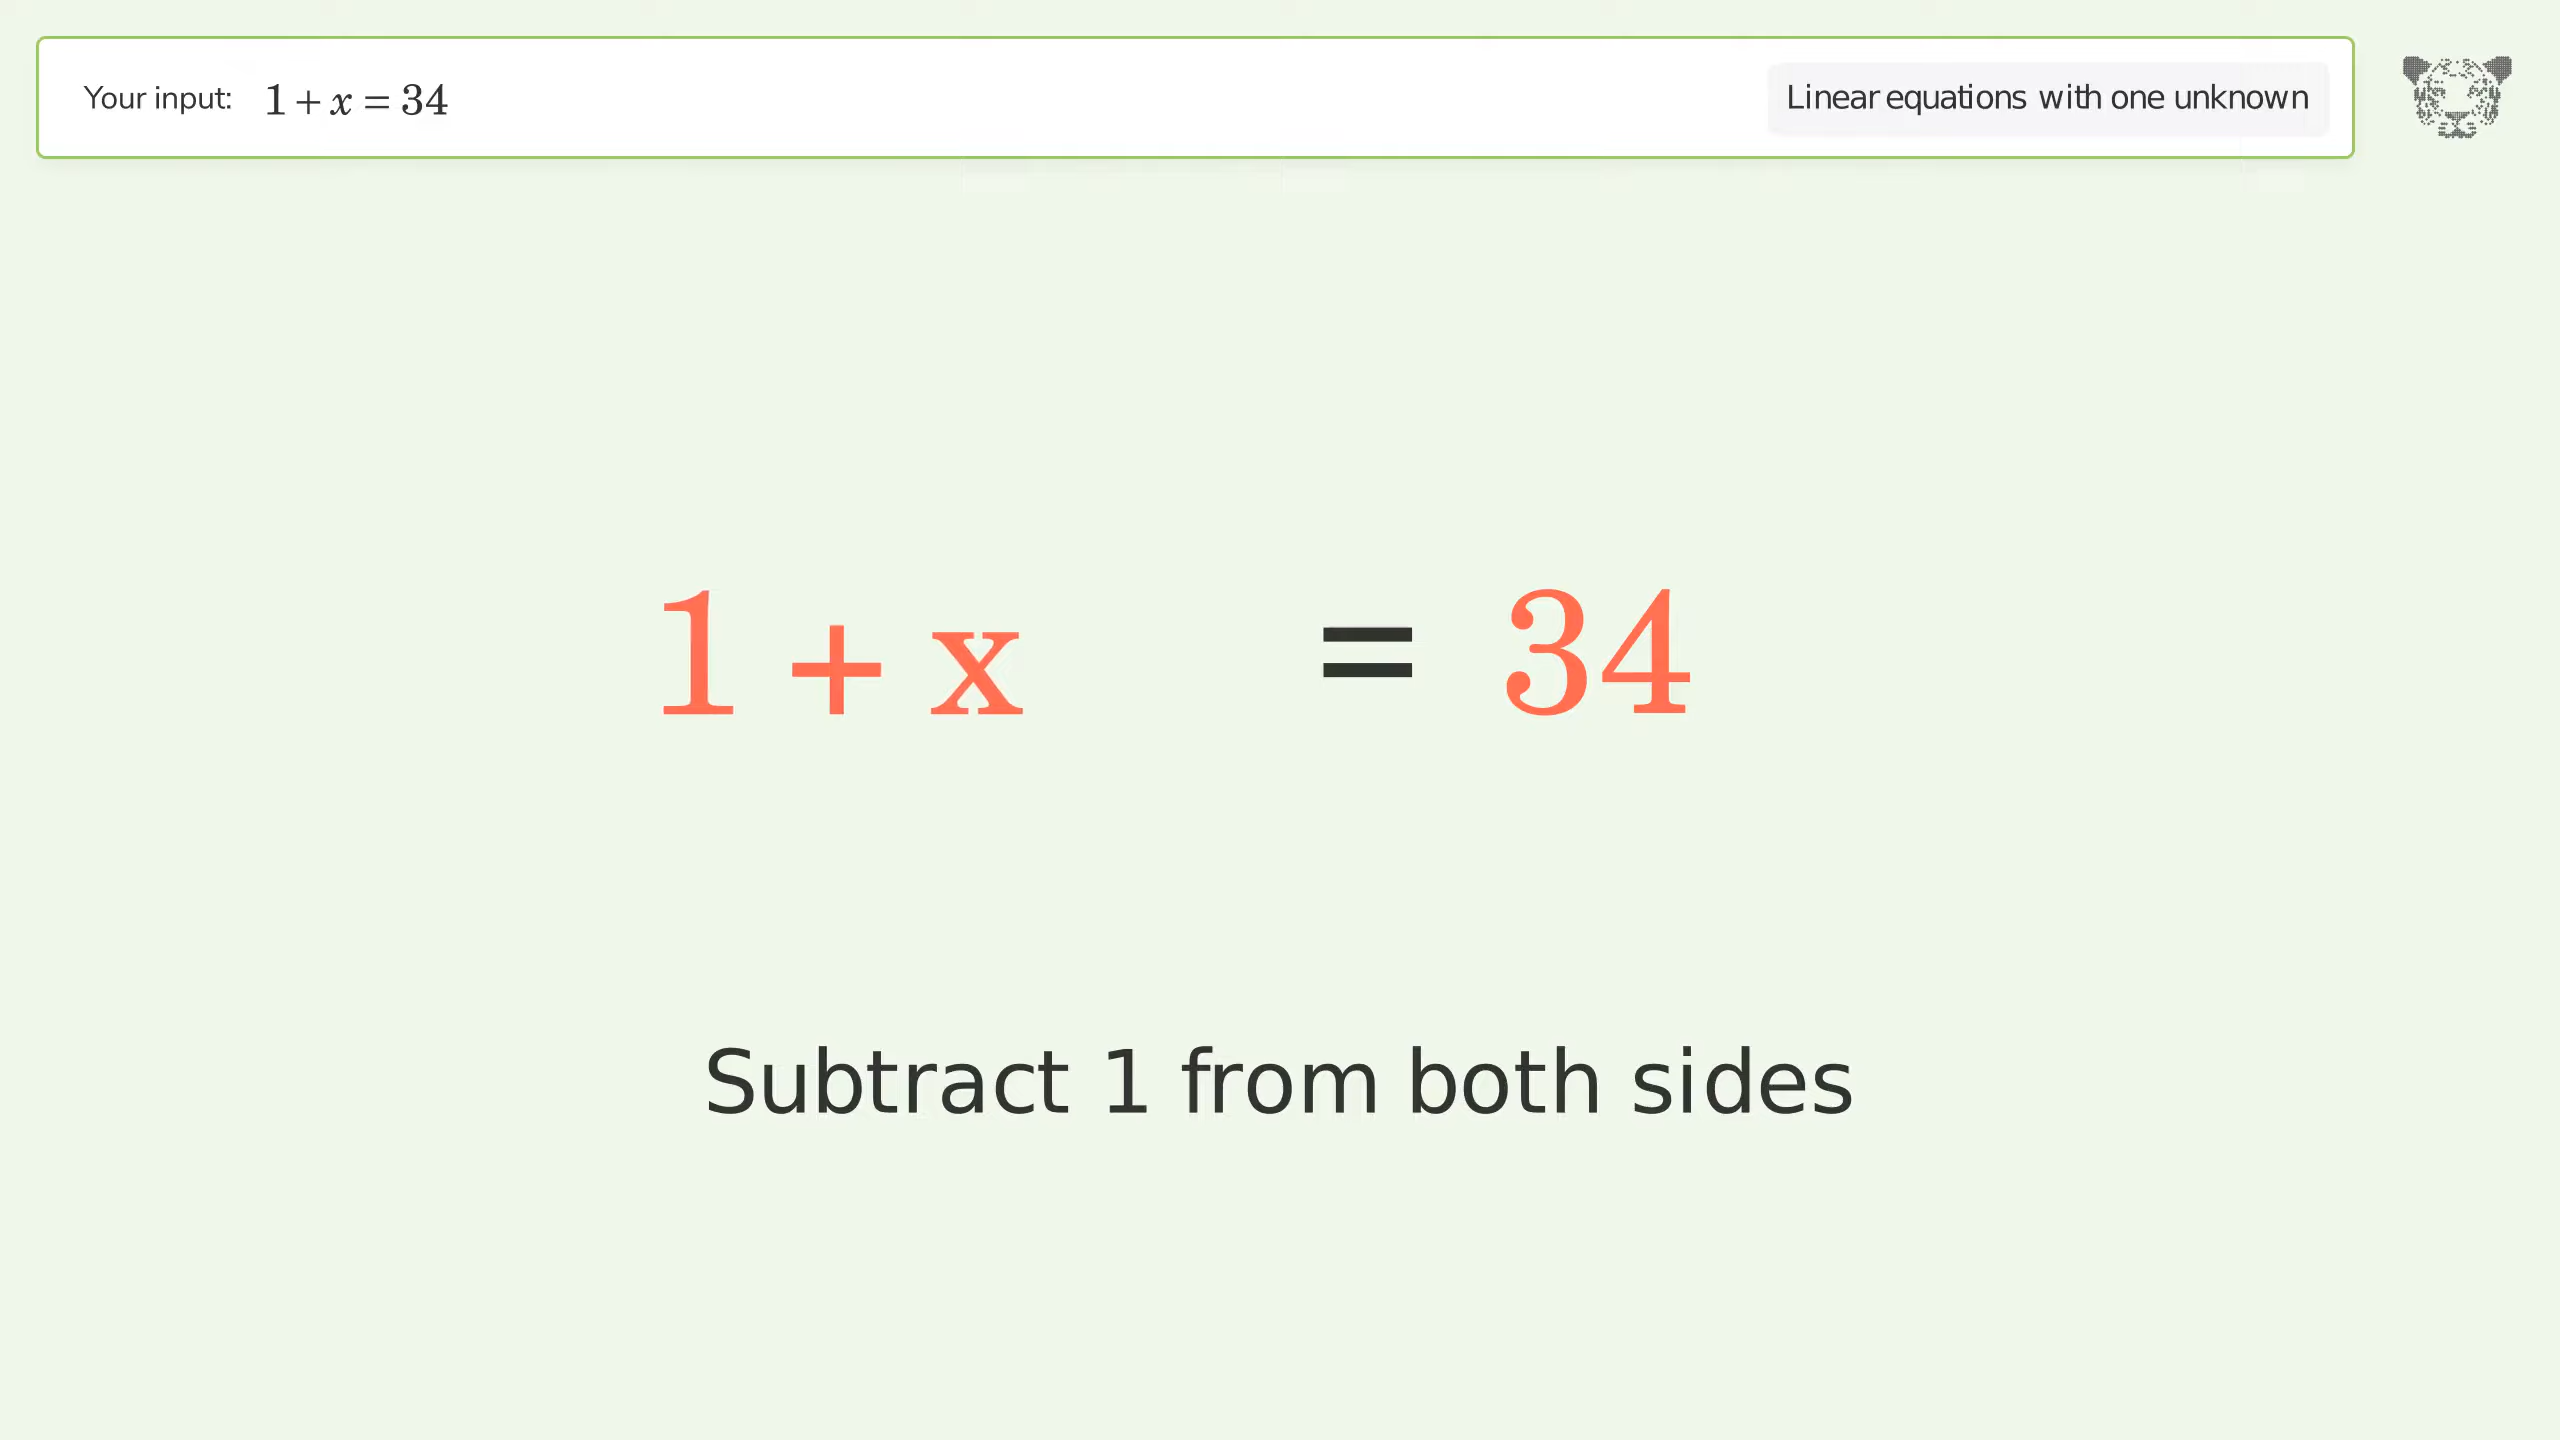 Your input: 1 + x = 34
Linear equations with one unknown
1 + x = 34
Subtract 1 from both sides